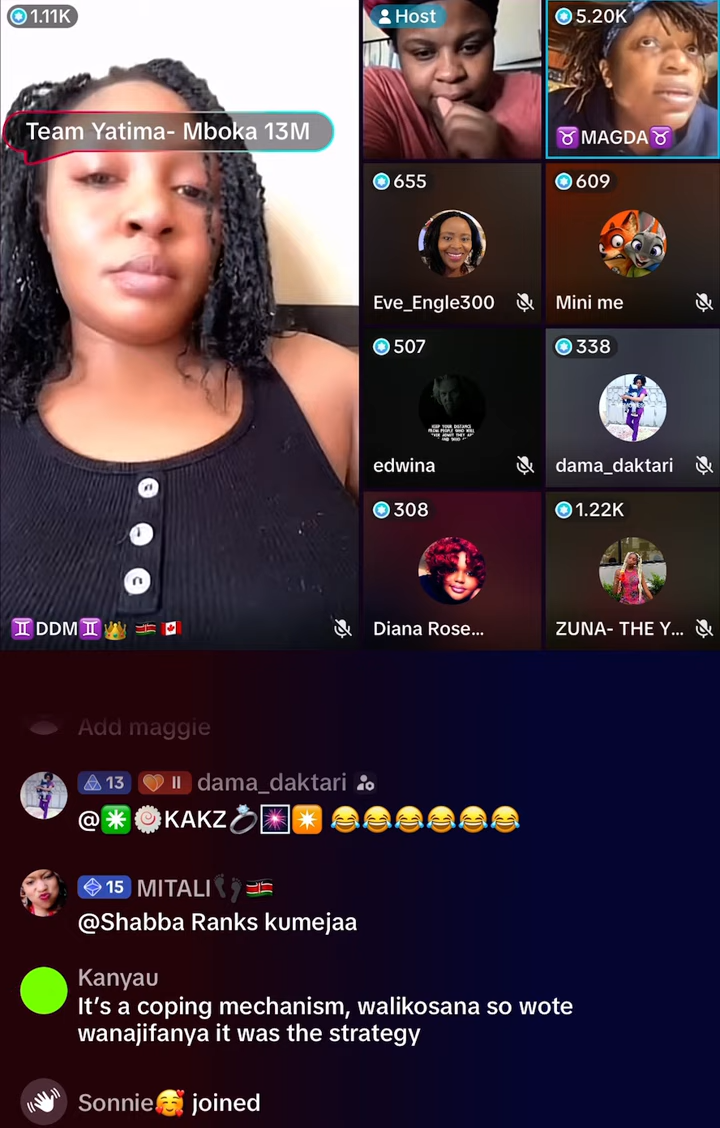 1.11K
Team Yatima- Mboka 13M
♊DDM♊👑 🇰🇪🇨🇦
Host
5.20K
♉MAGDA♉
655
Eve_Engle300
609
Mini me
507
edwina
338
dama_daktari
308
Diana Rose...
1.22K
ZUNA- THE Y...
Add maggie
13 II dama_daktari
@✳️🍥KAKZ💍🎆✴️ 😂😂😂😂😂😂
15 MITALI👣🇰🇪
@Shabba Ranks kumejaa
Kanyau
It’s a coping mechanism, walikosana so wote
wanajifanya it was the strategy
Sonnie🥰 joined